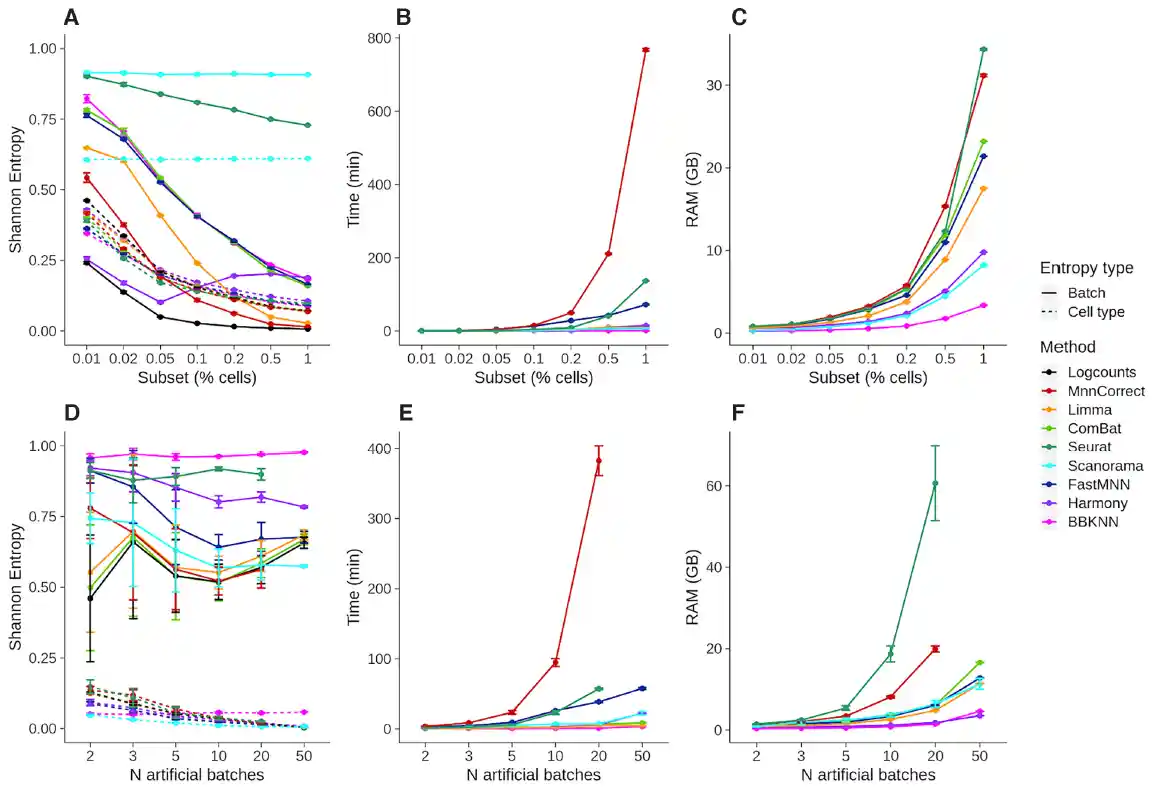 A
B
C
1.00
0.75
0.50
0.25
0.00
Shannon Entropy
0.01 0.02 0.05 0.1 0.2 0.5 1
Subset (% cells)
800
600
400
200
0
Time (min)
0.01 0.02 0.05 0.1 0.2 0.5 1
Subset (% cells)
30
20
10
0
RAM (GB)
0.01 0.02 0.05 0.1 0.2 0.5 1
Subset (% cells)
Entropy type
Batch
Cell type
Method
Logcounts
MnnCorrect
Limma
ComBat
Seurat
Scanorama
FastMNN
Harmony
BBKNN
D
E
F
1.00
0.75
0.50
0.25
0.00
Shannon Entropy
2 3 5 10 20 50
N artificial batches
400
300
200
100
0
Time (min)
2 3 5 10 20 50
N artificial batches
60
40
20
0
RAM (GB)
2 3 5 10 20 50
N artificial batches